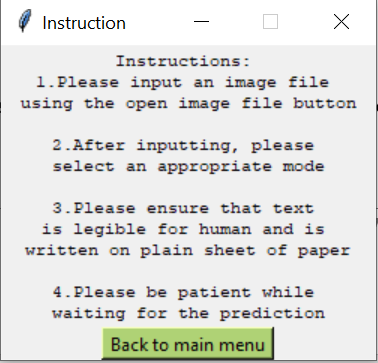 Instruction
Instructions:
1.Please input an image file
using the open image file button
2.After inputting, please
select an appropriate mode
3.Please ensure that text
is legible for human and is
written on plain sheet of paper
4.Please be patient while
waiting for the prediction
Back to main menu